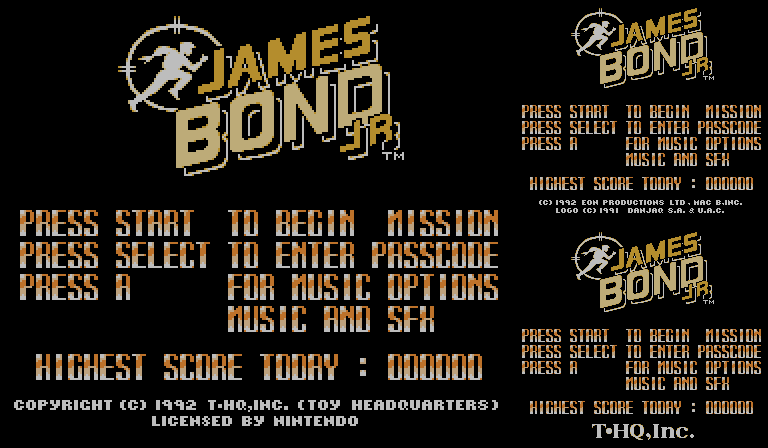 JAMES
BOND
JR
TM
PRESS START TO BEGIN MISSION
PRESS SELECT TO ENTER PASSCODE
PRESS A FOR MUSIC OPTIONS
MUSIC AND SFX
HIGHEST SCORE TODAY : 000000
COPYRIGHT (C) 1992 T•HQ,INC. (TOY HEADQUARTERS)
LICENSED BY NINTENDO
JAMES
BOND
JR
TM
PRESS START TO BEGIN MISSION
PRESS SELECT TO ENTER PASSCODE
PRESS A FOR MUSIC OPTIONS
MUSIC AND SFX
HIGHEST SCORE TODAY : 000000
(C) 1992 EON PRODUCTIONS LTD, MAC B.INC.
LOGO (C) 1991 DANJAQ S.A. & U.A.C.
JAMES
BOND
JR
TM
PRESS START TO BEGIN MISSION
PRESS SELECT TO ENTER PASSCODE
PRESS A FOR MUSIC OPTIONS
MUSIC AND SFX
HIGHEST SCORE TODAY : 000000
T•HQ,Inc.